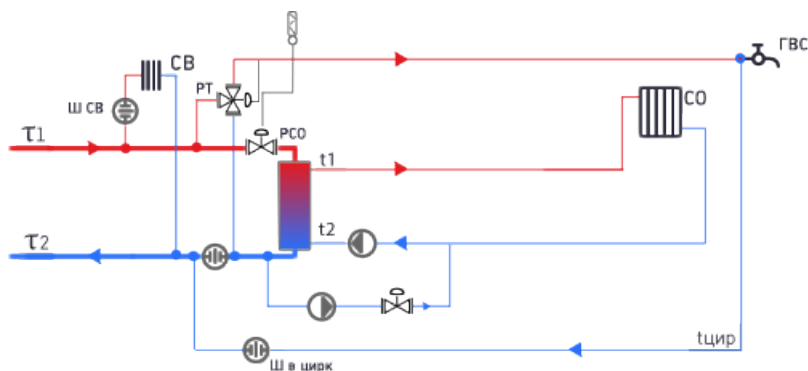 ГВС
СВ
РТ
СО
Ш СВ
τ1
РСО
t1
t2
τ2
tцир
Ш в цирк